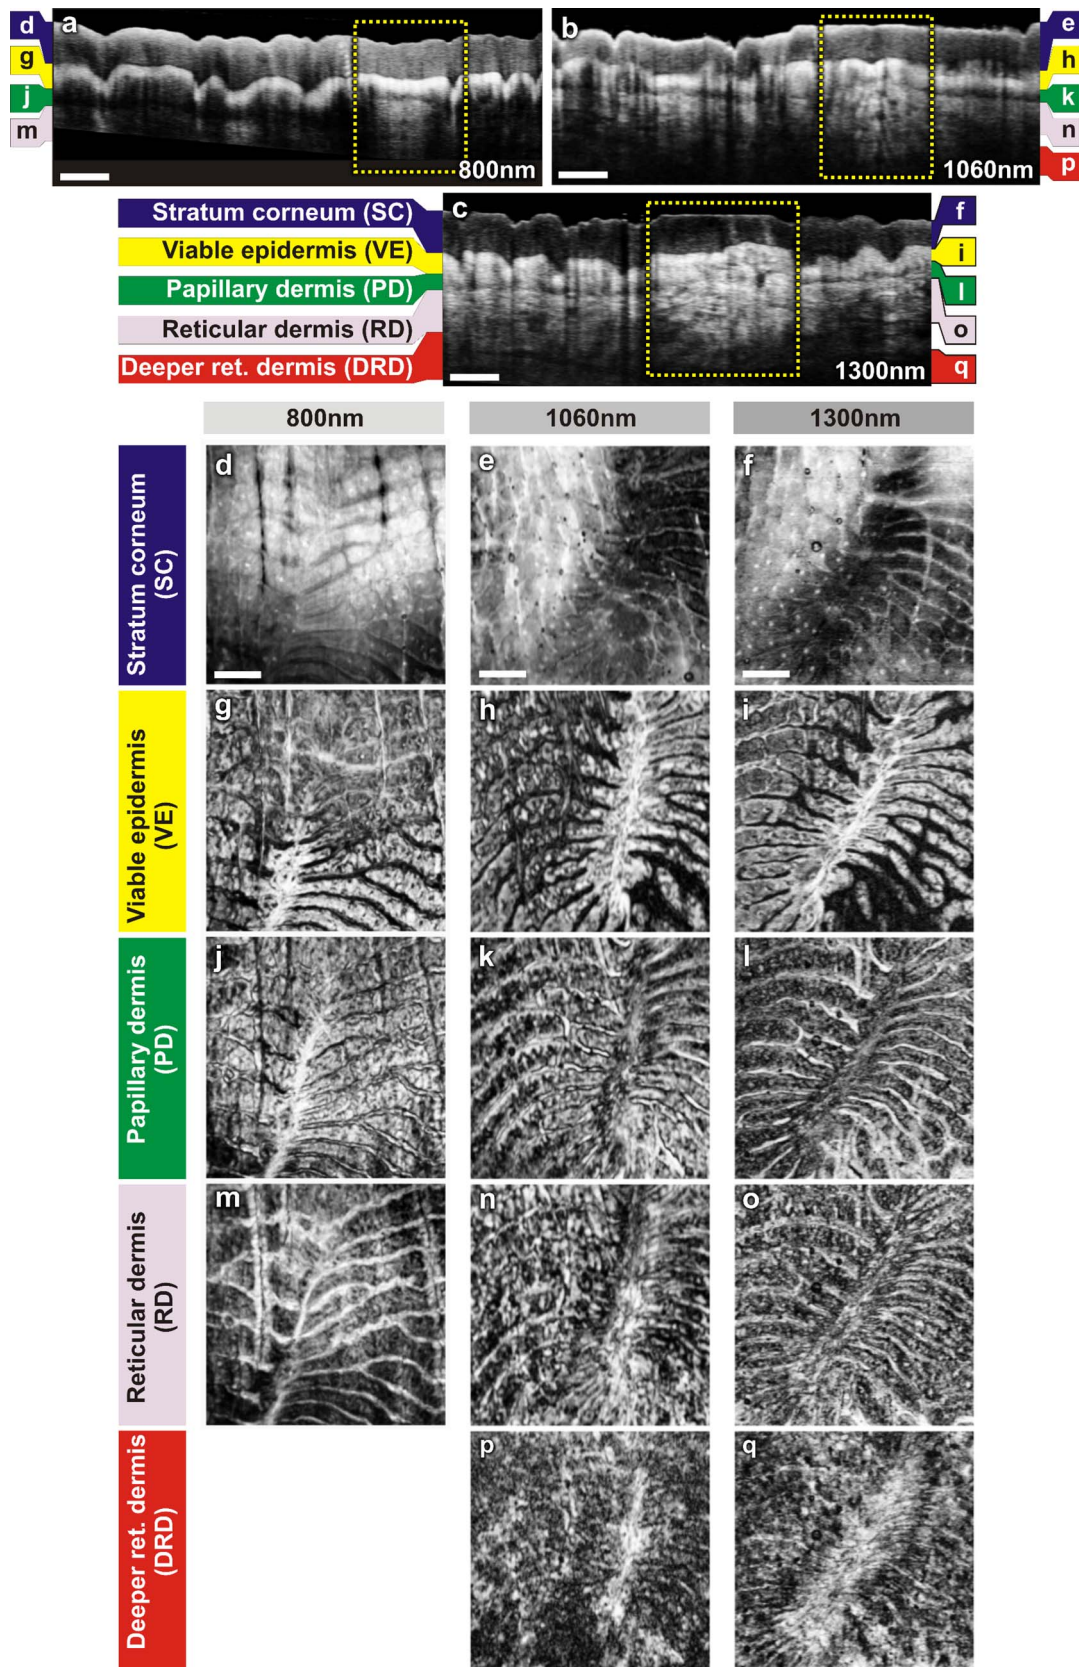 d
g
j
m
a
800nm
b
1060nm
e
h
k
n
p
Stratum corneum (SC)
Viable epidermis (VE)
Papillary dermis (PD)
Reticular dermis (RD)
Deeper ret. dermis (DRD)
c
1300nm
f
i
l
o
q
800nm
1060nm
1300nm
Stratum corneum
(SC)
d
e
f
Viable epidermis
(VE)
g
h
i
Papillary dermis
(PD)
j
k
l
Reticular dermis
(RD)
m
n
o
Deeper ret. dermis
(DRD)
p
q